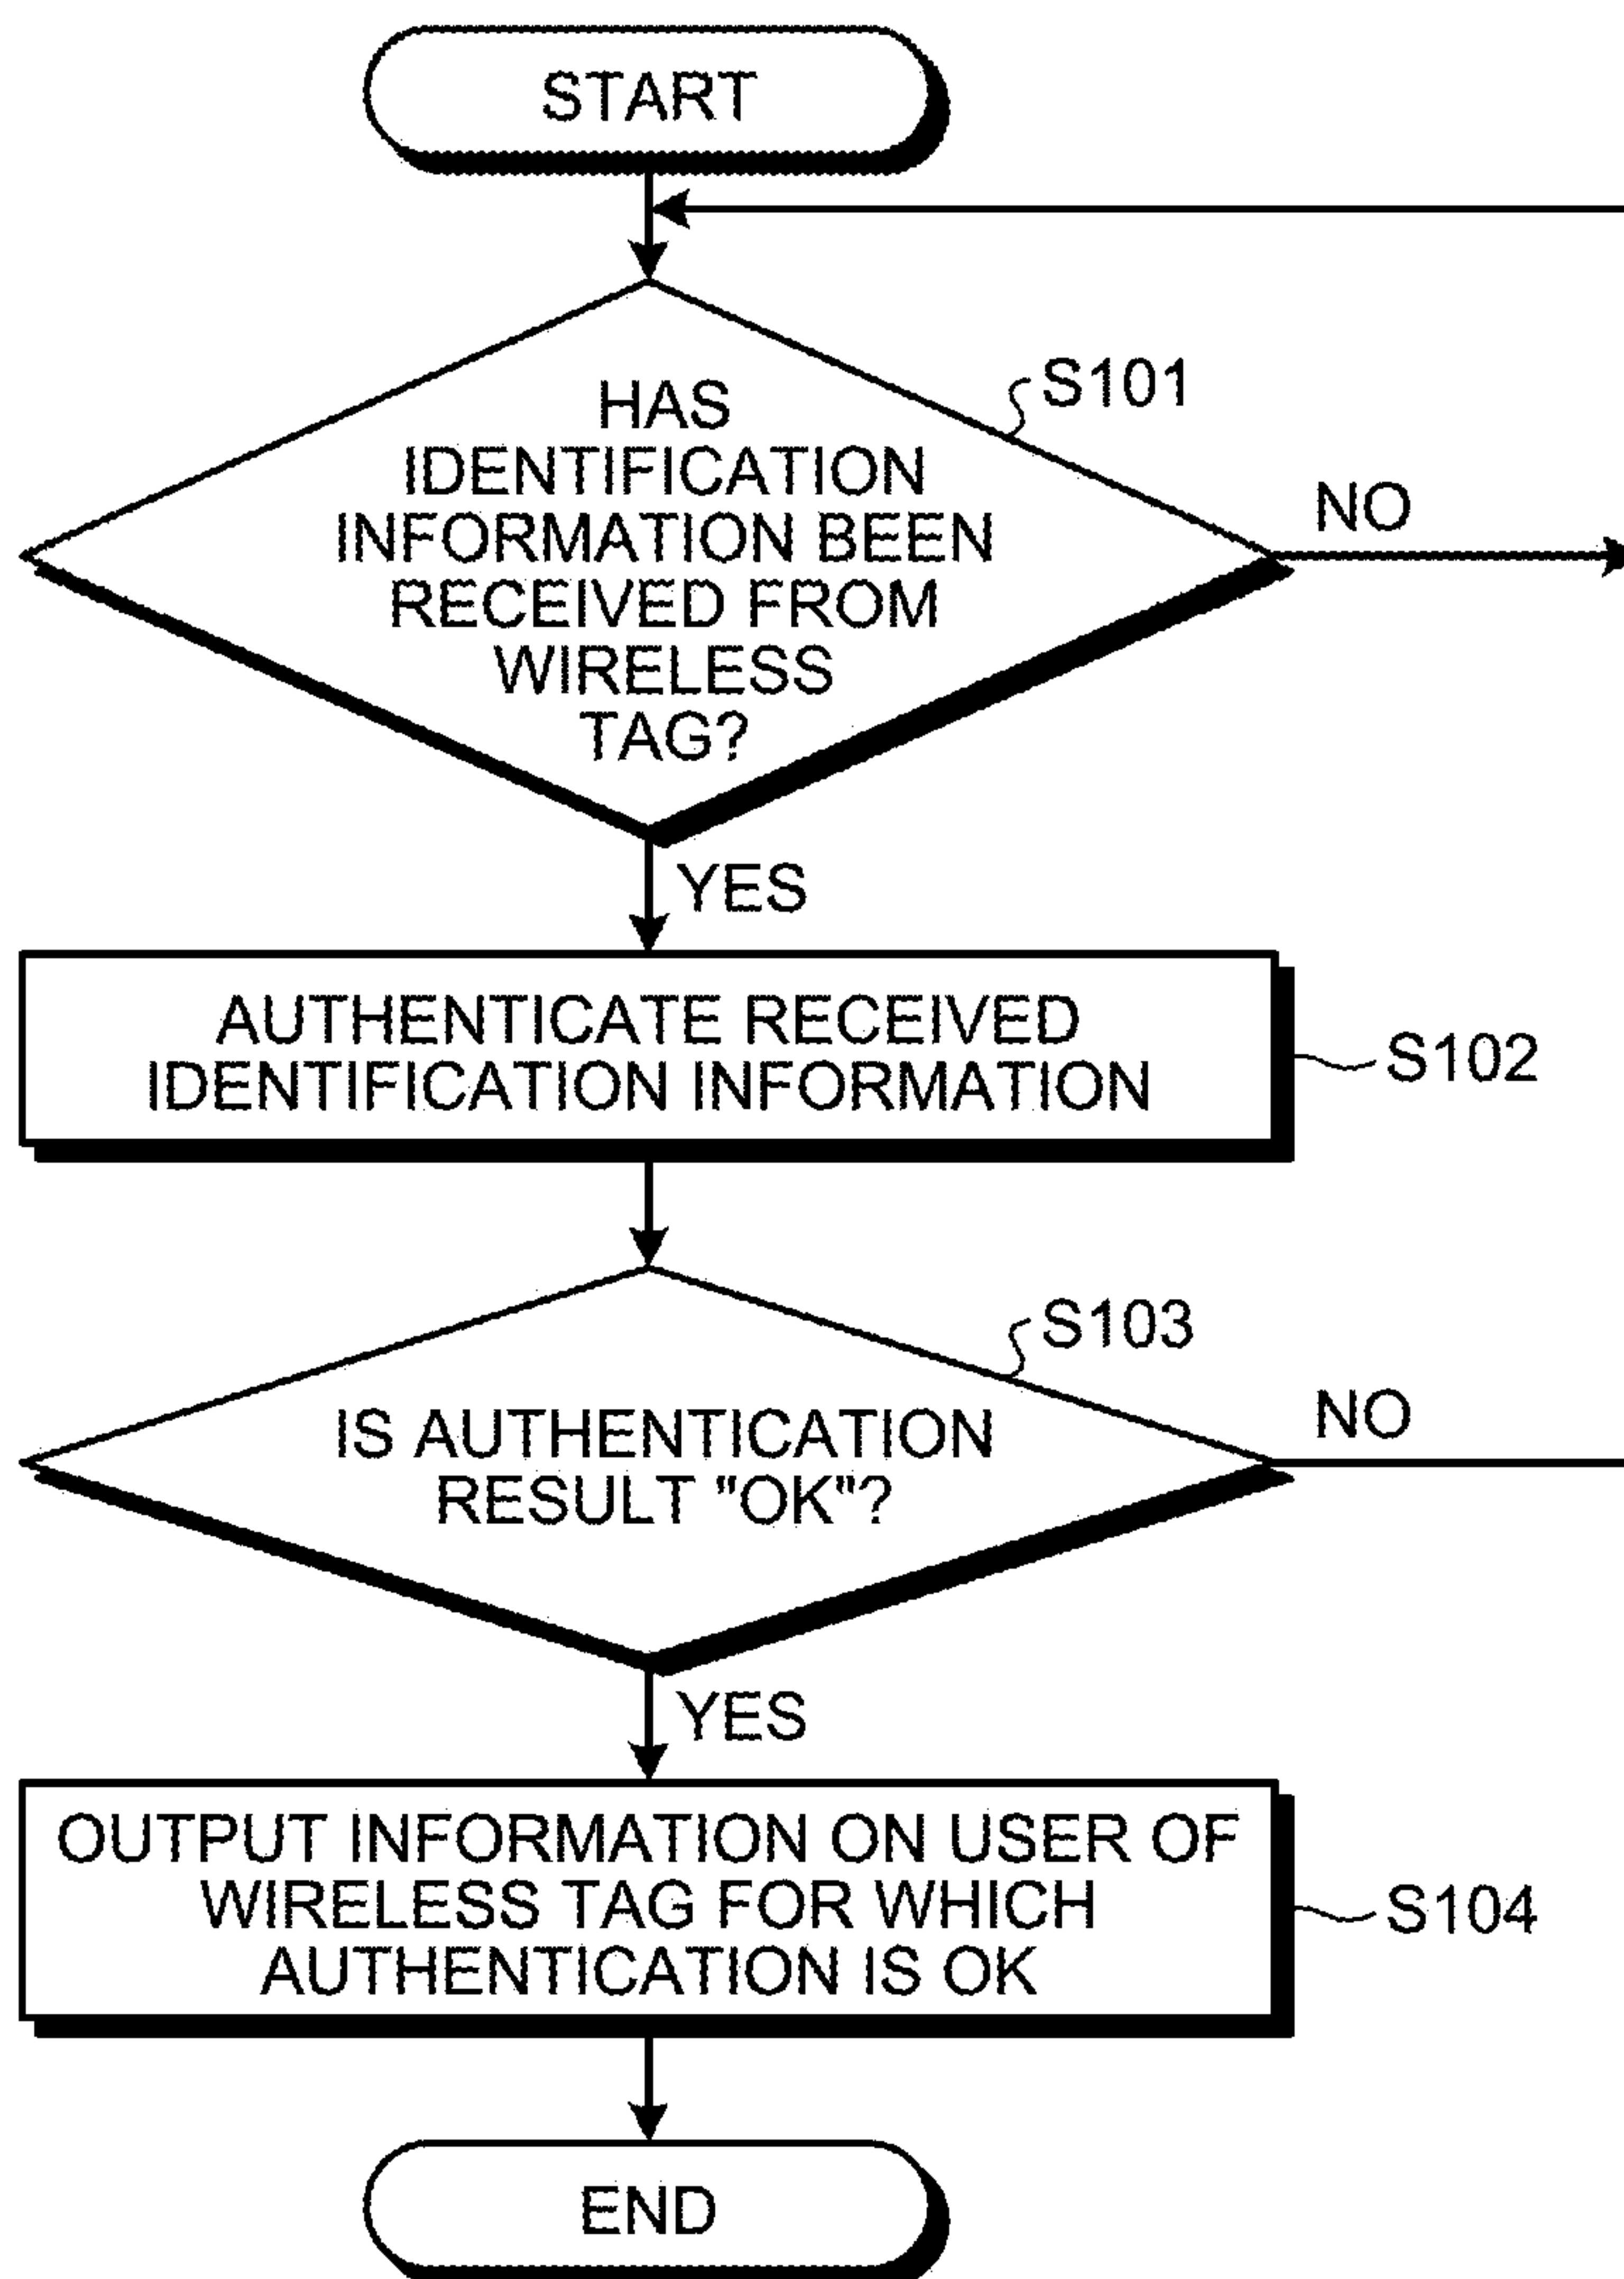 START
S101
HAS
IDENTIFICATION
INFORMATION BEEN
RECEIVED FROM
WIRELESS
TAG?
NO
YES
AUTHENTICATE RECEIVED
IDENTIFICATION INFORMATION
S102
S103
IS AUTHENTICATION
RESULT "OK"?
NO
YES
OUTPUT INFORMATION ON USER OF
WIRELESS TAG FOR WHICH
AUTHENTICATION IS OK
S104
END